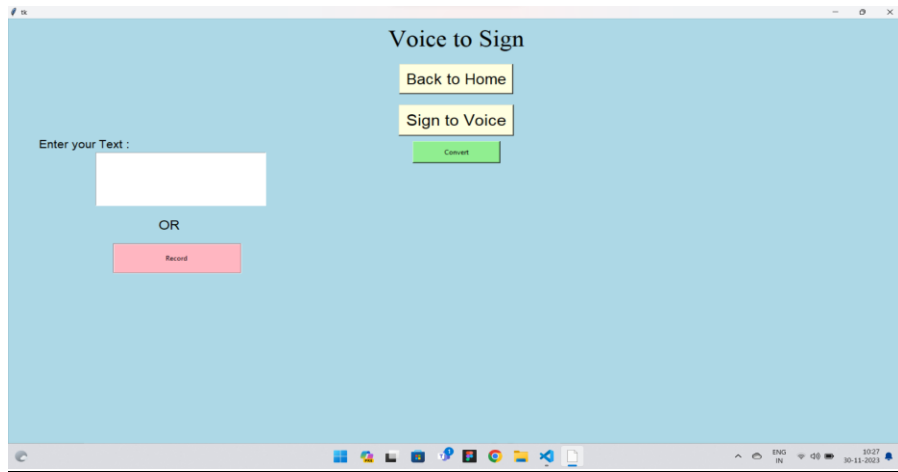 tk
Voice to Sign
Back to Home
Sign to Voice
Enter your Text :
Convert
OR
Record
ENG
IN
10:27
30-11-2023